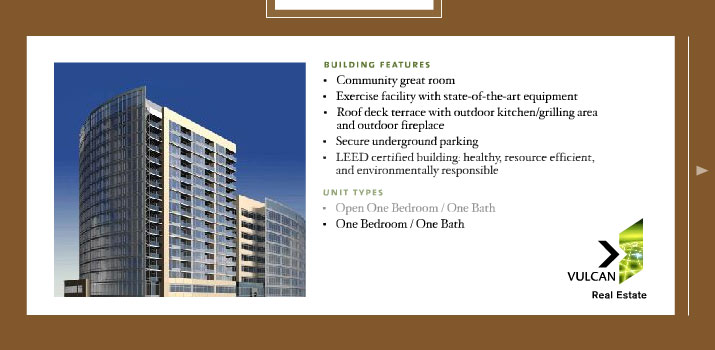 BUILDING FEATURES
• Community great room
• Exercise facility with state-of-the-art equipment
• Roof deck terrace with outdoor kitchen/grilling area
and outdoor fireplace
• Secure underground parking
• LEED certified building: healthy, resource efficient,
and environmentally responsible
UNIT TYPES
• Open One Bedroom / One Bath
• One Bedroom / One Bath
VULCAN
Real Estate